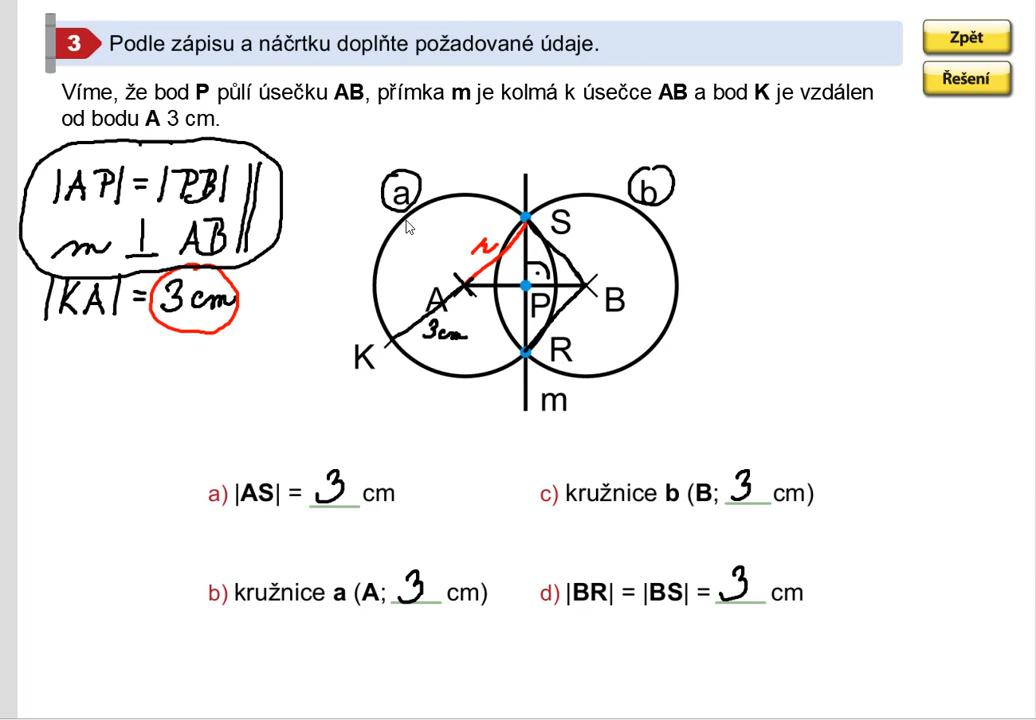 3 Podle zápisu a náčrtku doplňte požadované údaje.
Zpět
Řešení
Víme, že bod P půlí úsečku AB, přímka m je kolmá k úsečce AB a bod K je vzdálen
od bodu A 3 cm.
|AP| = |PB|
m ⊥ AB
|KA| = 3 cm
a
b
S
r
A
P
B
3 cm
K
R
m
a) |AS| = 3 cm
c) kružnice b (B; 3 cm)
b) kružnice a (A; 3 cm)
d) |BR| = |BS| = 3 cm